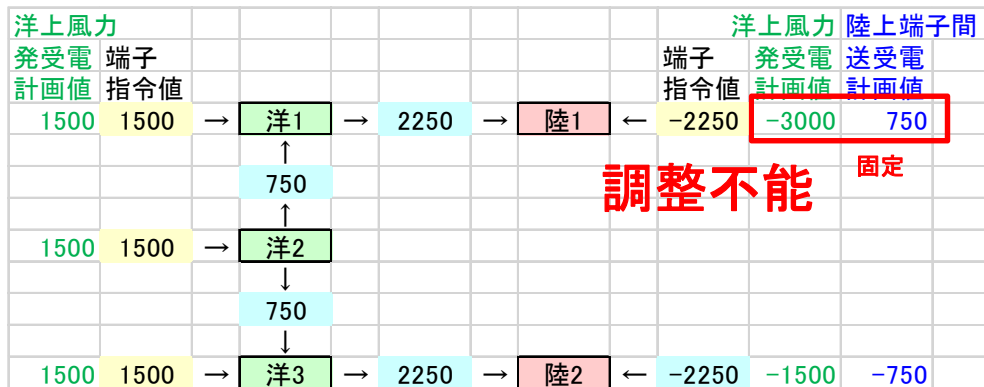 洋上風力 洋上風力 陸上端子間
発受電 端子 端子 発受電 送受電
計画値 指令値 指令値 計画値 計画値
1500 1500 → 洋1 → 2250 → 陸1 ← -2250 -3000 750
↑
750
調整不能 固定
↑
1500 1500 → 洋2
↓
750
↓
1500 1500 → 洋3 → 2250 → 陸2 ← -2250 -1500 -750